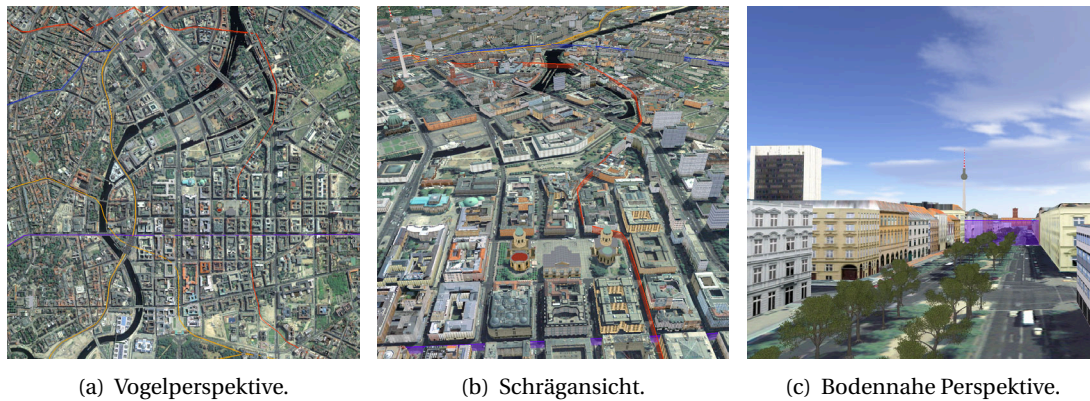 (a) Vogelperspektive.
(b) Schrägansicht.
(c) Bodennahe Perspektive.